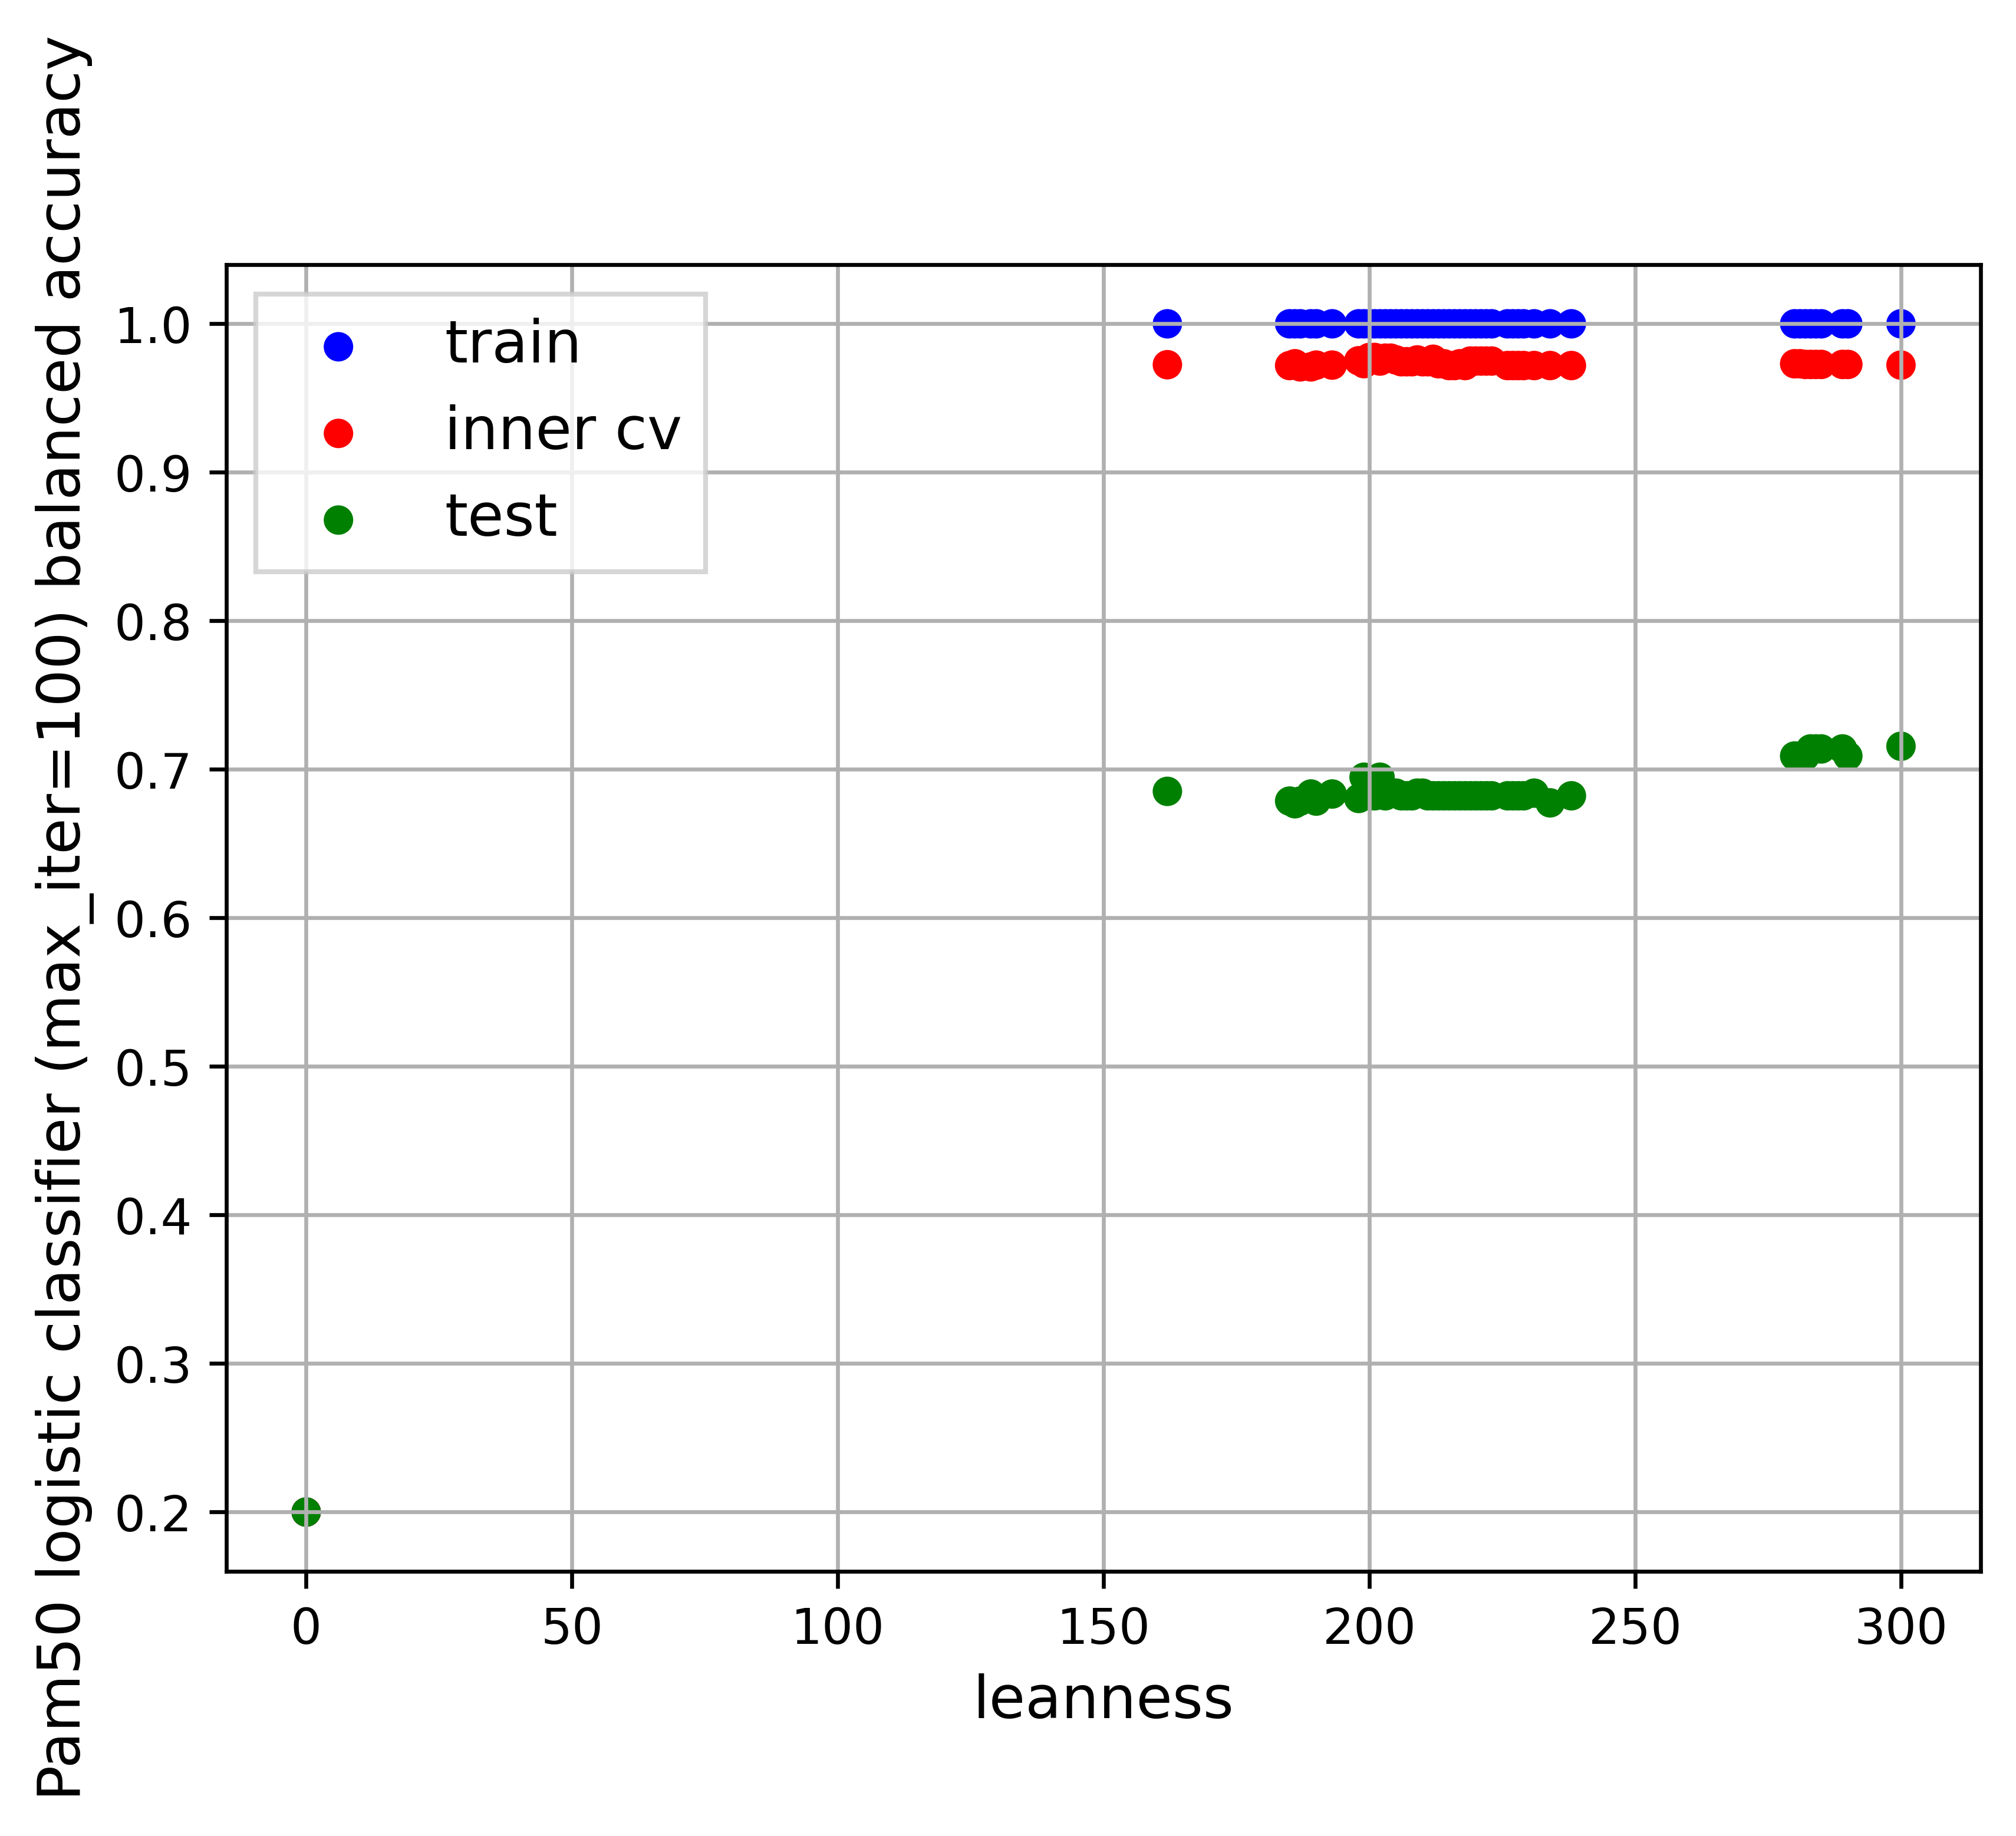 Pam50 logistic classifier (max_iter=100) balanced accuracy
train
inner cv
test
1.0
0.9
0.8
0.7
0.6
0.5
0.4
0.3
0.2
0 50 100 150 200 250 300
leanness